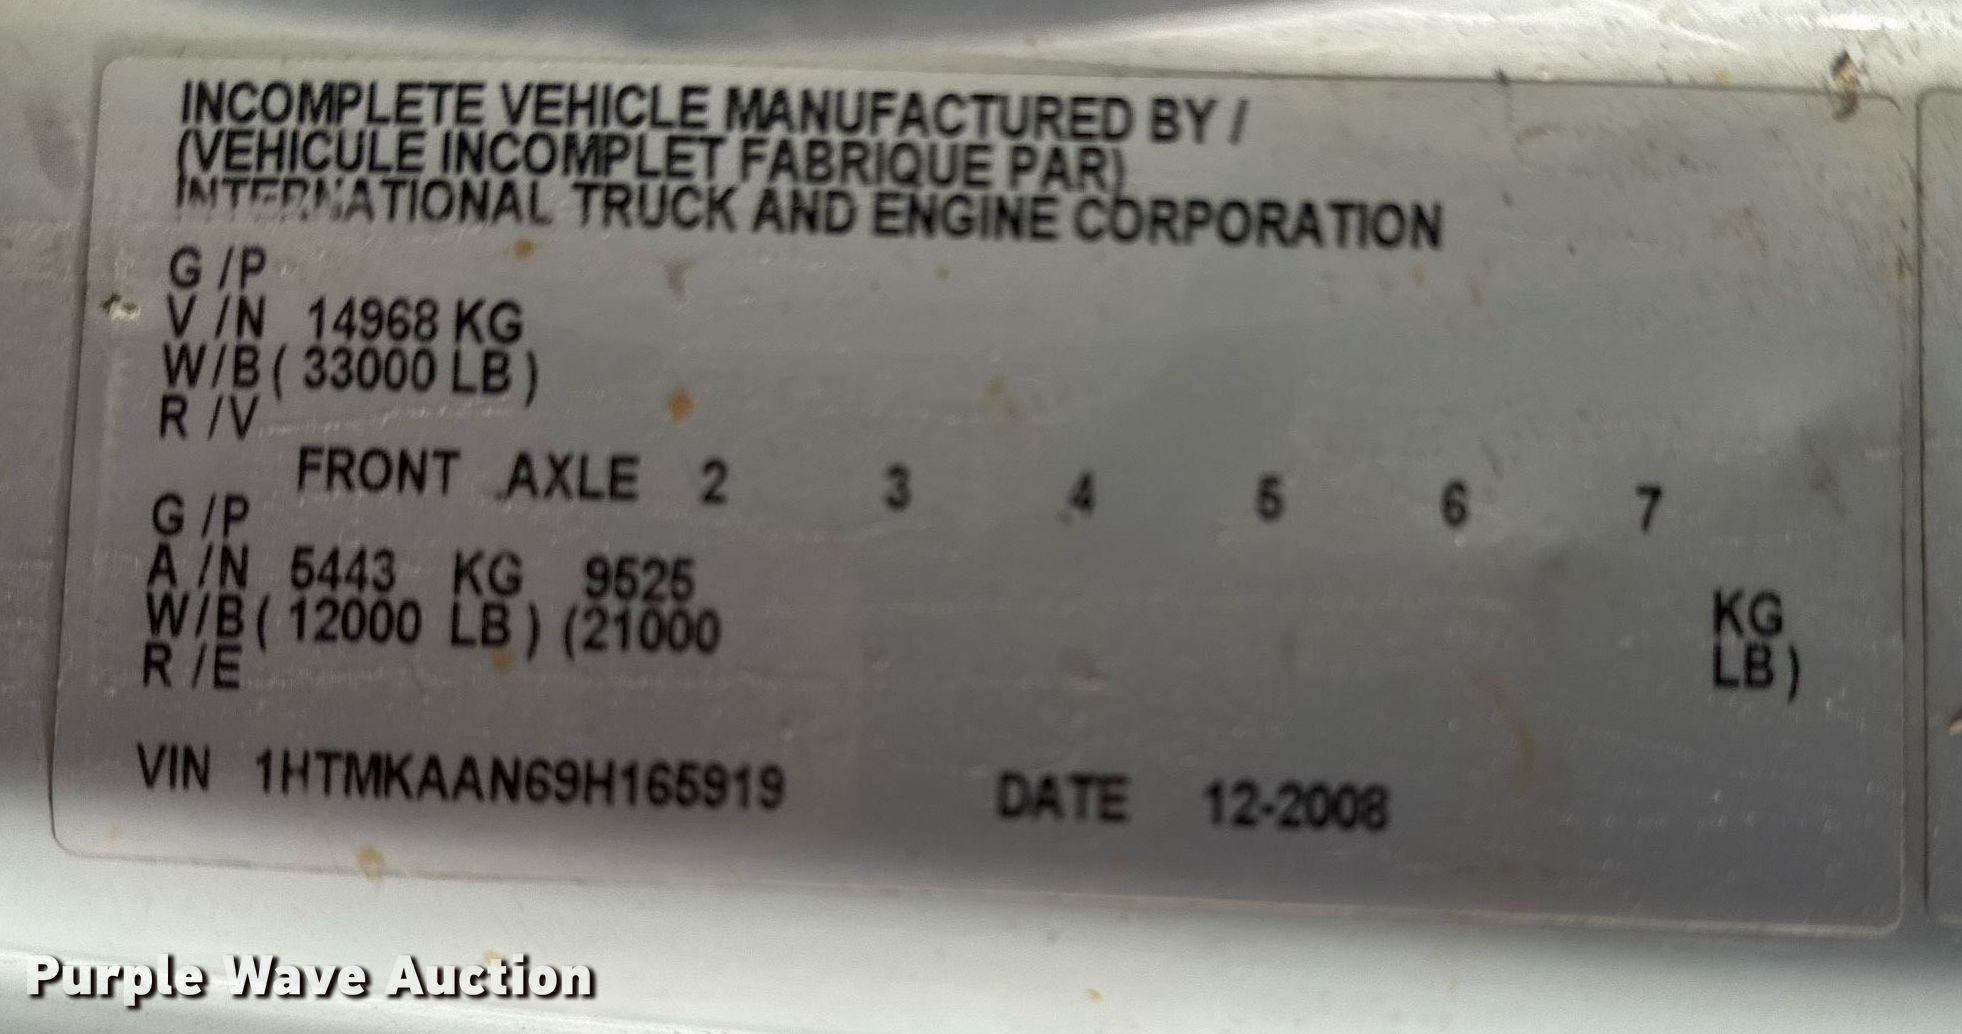 INCOMPLETE VEHICLE MANUFACTURED BY /
(VEHICULE INCOMPLET FABRIQUE PAR)
INTERNATIONAL TRUCK AND ENGINE CORPORATION
G /P
V /N 14968 KG
W/B ( 33000 LB )
R /V
FRONT AXLE 2 3 4 5 6 7
G /P
A /N 5443 KG 9525 KG
W/B ( 12000 LB ) (21000 LB )
R /E
VIN 1HTMKAAN69H165919 DATE 12-2008
Purple Wave Auction